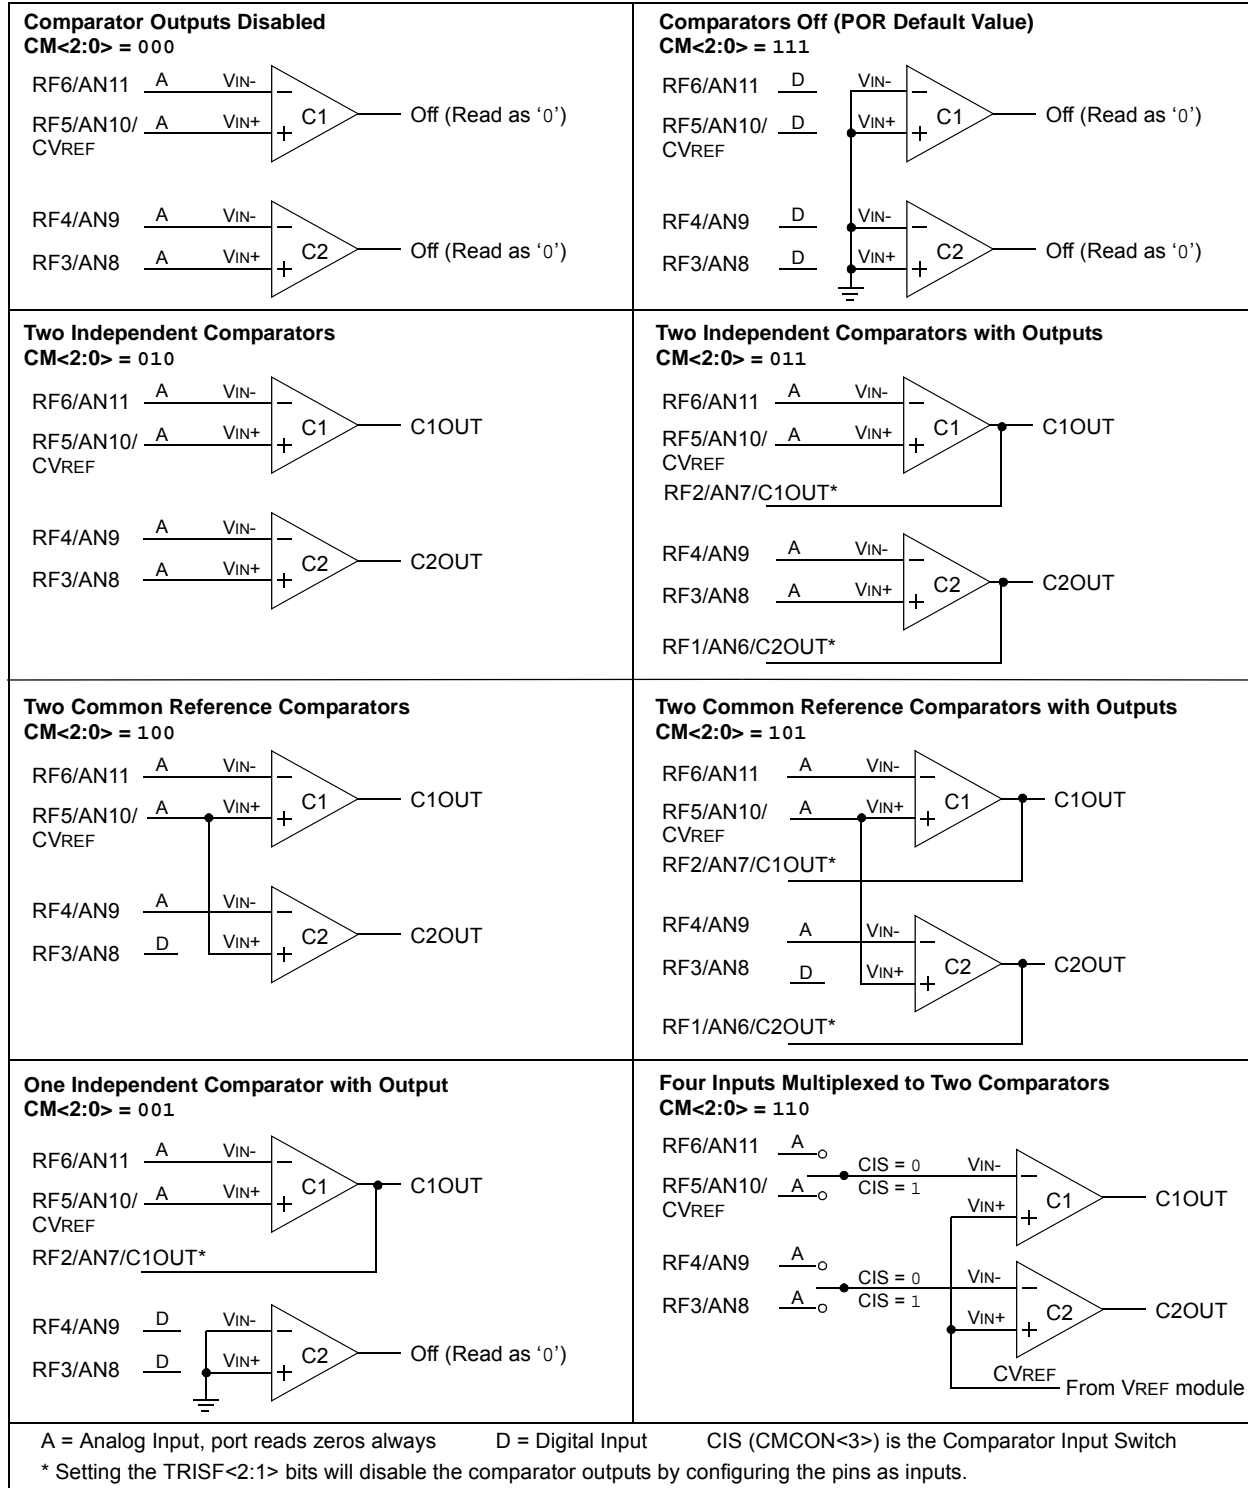 Comparator Outputs Disabled
CM<2:0> = 000
RF6/AN11 A VIN-
RF5/AN10/ A VIN+
CVREF
C1
Off (Read as ‘0’)
RF4/AN9 A VIN-
RF3/AN8 A VIN+
C2
Off (Read as ‘0’)
Comparators Off (POR Default Value)
CM<2:0> = 111
RF6/AN11 D VIN-
RF5/AN10/ D VIN+
CVREF
C1
Off (Read as ‘0’)
RF4/AN9 D VIN-
RF3/AN8 D VIN+
C2
Off (Read as ‘0’)
Two Independent Comparators
CM<2:0> = 010
RF6/AN11 A VIN-
RF5/AN10/ A VIN+
CVREF
C1
C1OUT
RF4/AN9 A VIN-
RF3/AN8 A VIN+
C2
C2OUT
Two Independent Comparators with Outputs
CM<2:0> = 011
RF6/AN11 A VIN-
RF5/AN10/ A VIN+
CVREF
C1
C1OUT
RF2/AN7/C1OUT*
RF4/AN9 A VIN-
RF3/AN8 A VIN+
C2
C2OUT
RF1/AN6/C2OUT*
Two Common Reference Comparators
CM<2:0> = 100
RF6/AN11 A VIN-
RF5/AN10/ A VIN+
CVREF
C1
C1OUT
RF4/AN9 A VIN-
RF3/AN8 D VIN+
C2
C2OUT
Two Common Reference Comparators with Outputs
CM<2:0> = 101
RF6/AN11 A VIN-
RF5/AN10/ A VIN+
CVREF
C1
C1OUT
RF2/AN7/C1OUT*
RF4/AN9 A VIN-
RF3/AN8 D VIN+
C2
C2OUT
RF1/AN6/C2OUT*
One Independent Comparator with Output
CM<2:0> = 001
RF6/AN11 A VIN-
RF5/AN10/ A VIN+
CVREF
C1
C1OUT
RF2/AN7/C1OUT*
RF4/AN9 D VIN-
RF3/AN8 D VIN+
C2
Off (Read as ‘0’)
Four Inputs Multiplexed to Two Comparators
CM<2:0> = 110
RF6/AN11 A
CIS = 0 VIN-
RF5/AN10/ A CIS = 1
CVREF
VIN+
C1
C1OUT
RF4/AN9 A
CIS = 0 VIN-
RF3/AN8 A CIS = 1
VIN+
C2
C2OUT
CVREF
From VREF module
A = Analog Input, port reads zeros always D = Digital Input CIS (CMCON<3>) is the Comparator Input Switch
* Setting the TRISF<2:1> bits will disable the comparator outputs by configuring the pins as inputs.